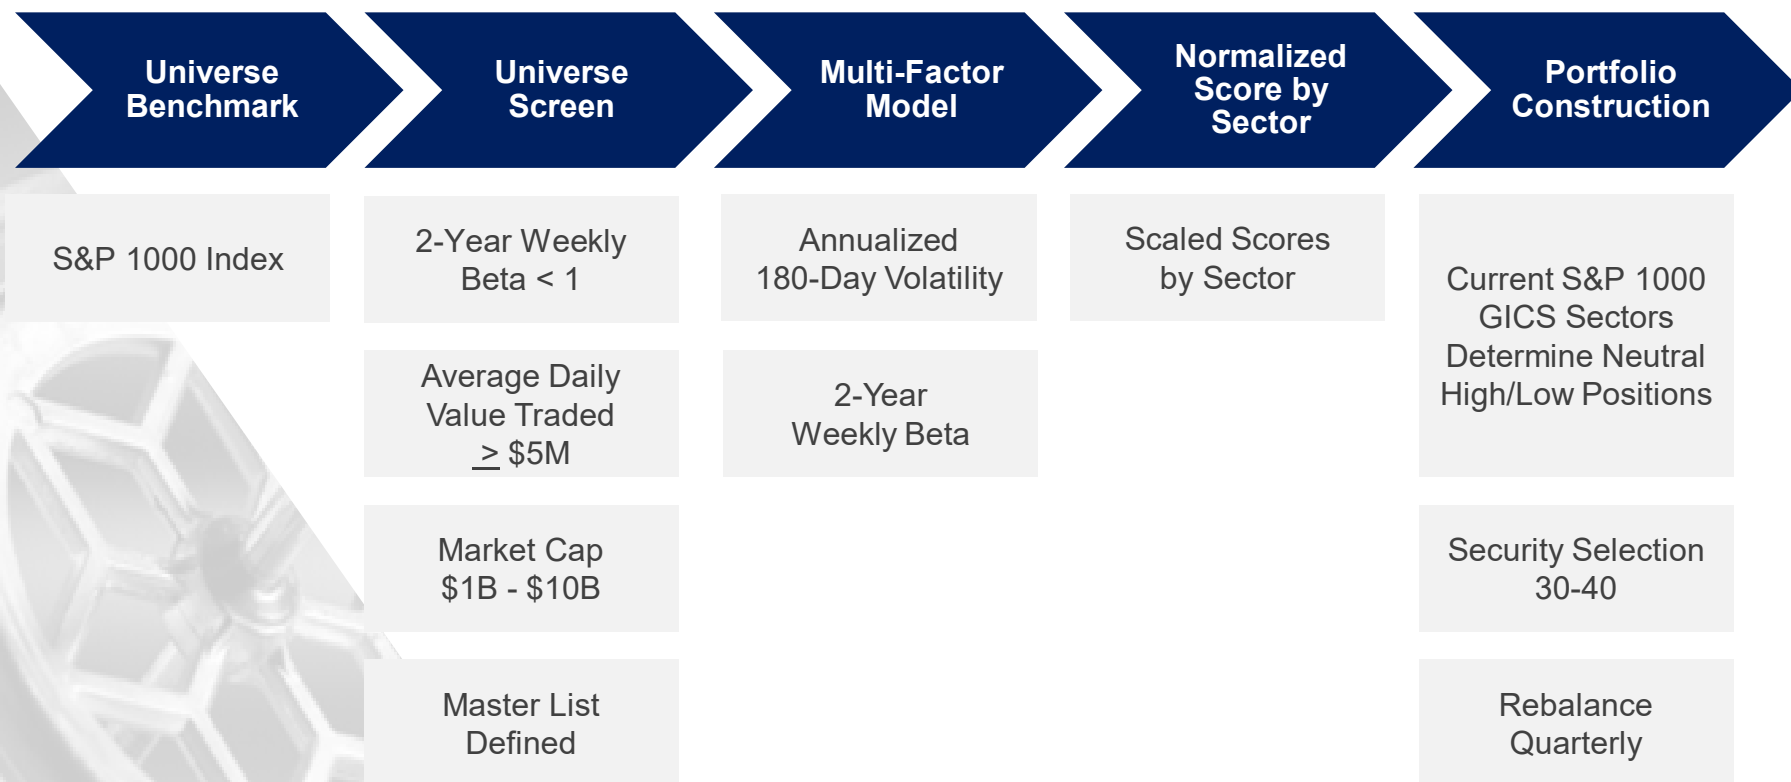 Universe
Benchmark
Universe
Screen
Multi-Factor
Model
Normalized
Score by
Sector
Portfolio
Construction
S&P 1000 Index
2-Year Weekly
Beta < 1
Average Daily
Value Traded
> $5M
Market Cap
$1B - $10B
Master List
Defined
Annualized
180-Day Volatility
2-Year
Weekly Beta
Scaled Scores
by Sector
Current S&P 1000
GICS Sectors
Determine Neutral
High/Low Positions
Security Selection
30-40
Rebalance
Quarterly